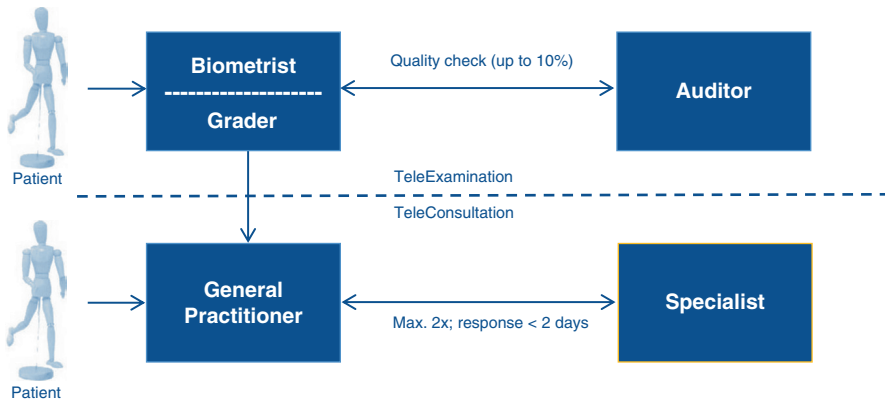 Biometrist
Grader
Quality check (up to 10%)
Auditor
Patient
TeleExamination
TeleConsultation
General
Practitioner
Max. 2x; response < 2 days
Specialist
Patient